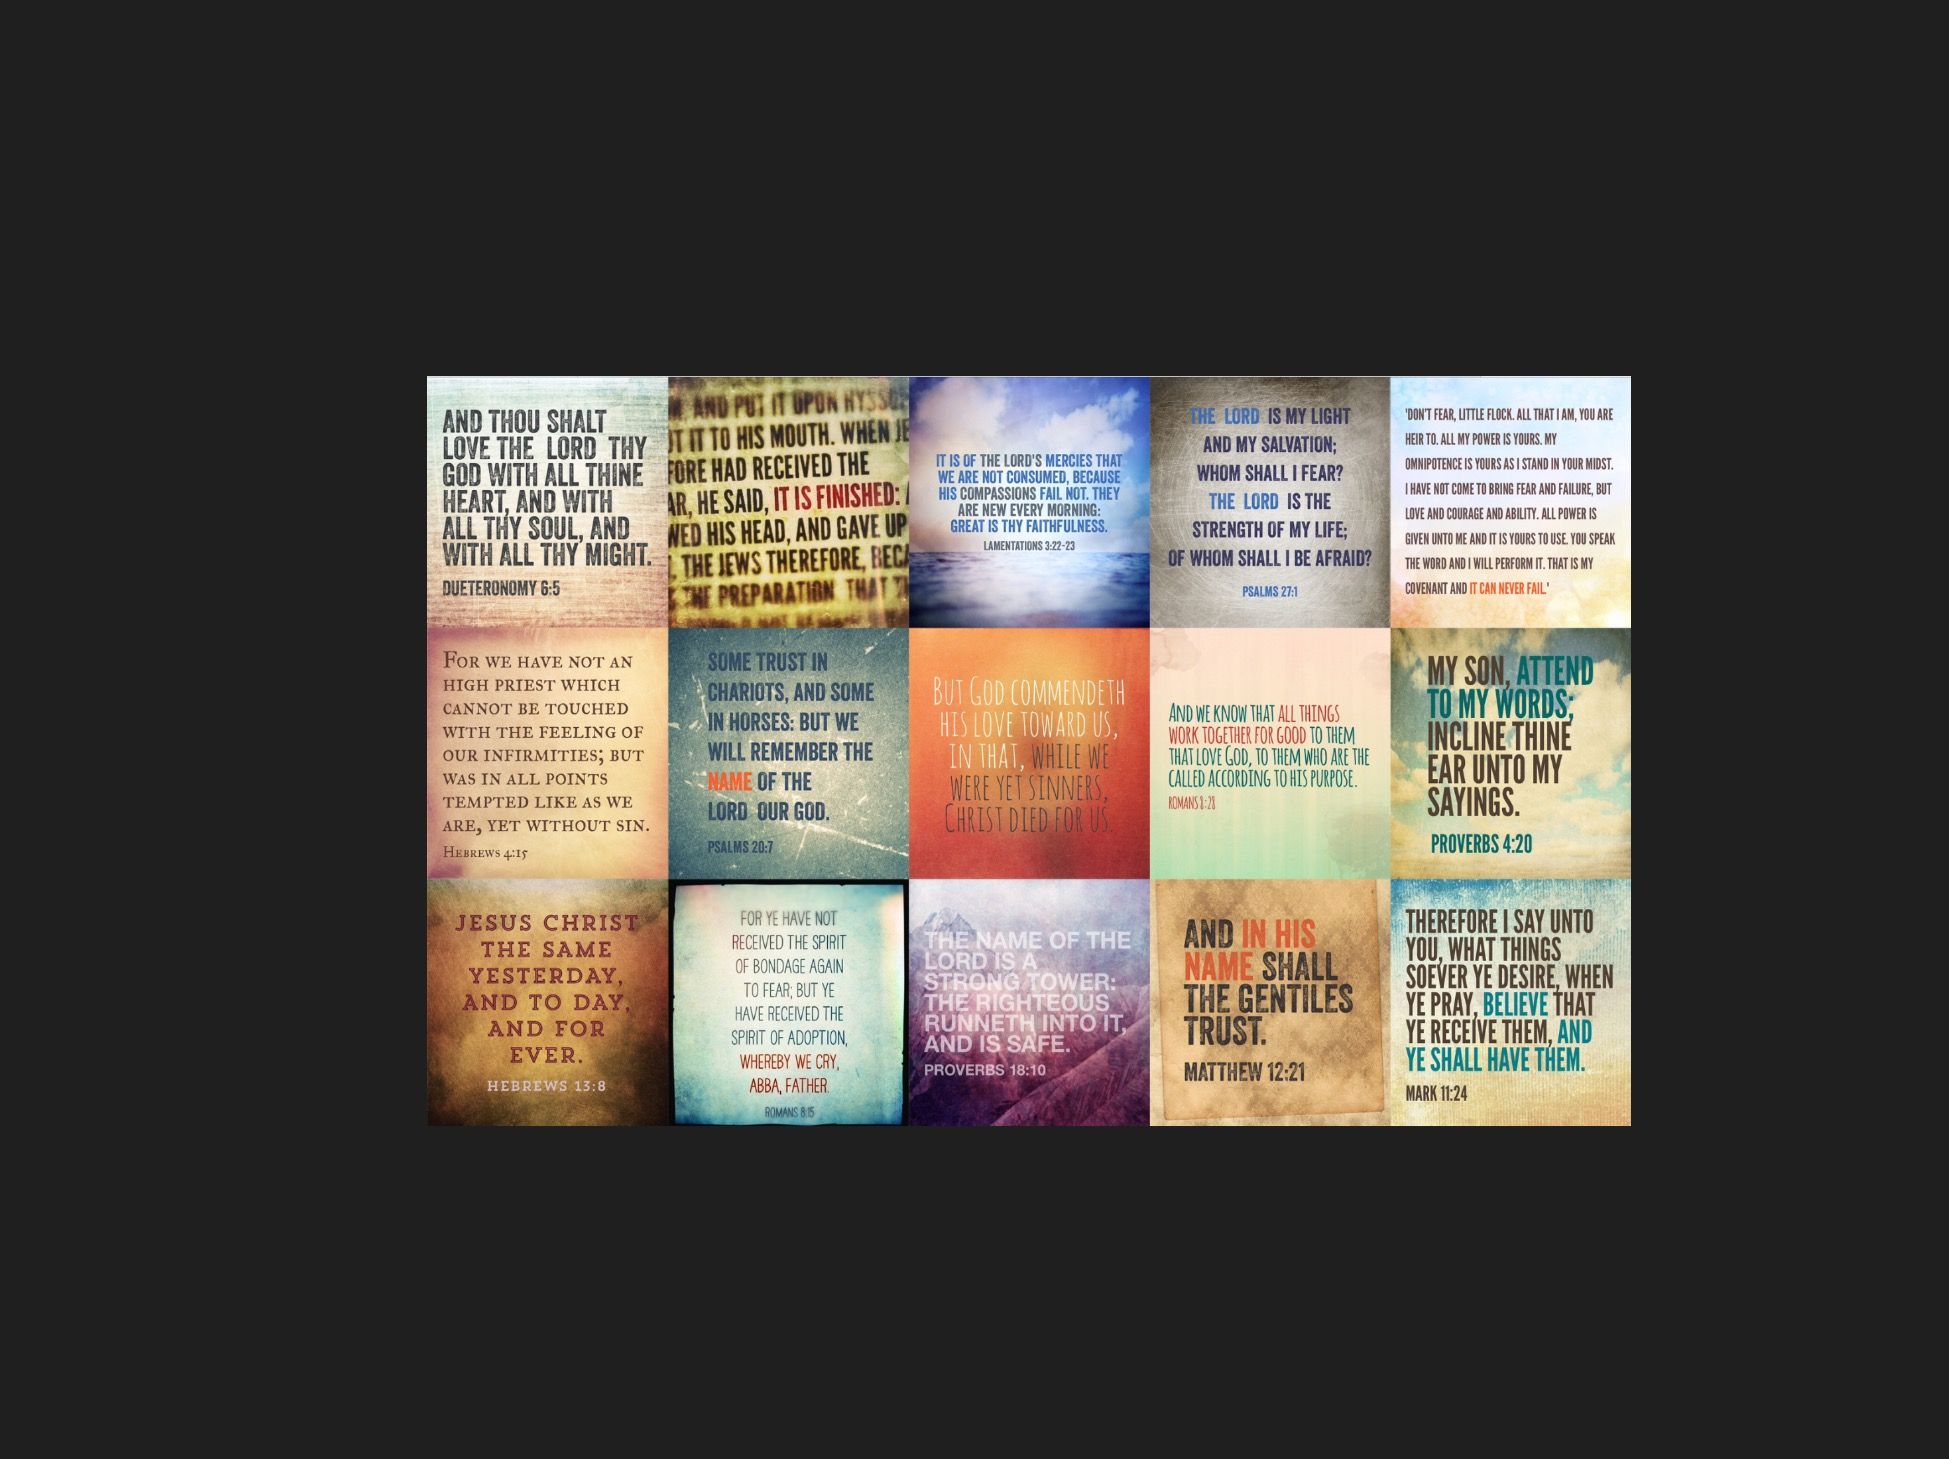 AND THOU SHALT
LOVE THE LORD THY
GOD WITH ALL THINE
HEART, AND WITH
ALL THY SOUL, AND
WITH ALL THY MIGHT.
DUETERONOMY 6:5
AND PUT IT UPON HYSS
IT TO HIS MOUTH. WHEN JE
FORE HAD RECEIVED THE
AR, HE SAID, IT IS FINISHED:
WED HIS HEAD, AND GAVE UP
THE JEWS THEREFORE, BECA
THE PREPARATION THAT T
IT IS OF THE LORD'S MERCIES THAT
WE ARE NOT CONSUMED, BECAUSE
HIS COMPASSIONS FAIL NOT. THEY
ARE NEW EVERY MORNING:
GREAT IS THY FAITHFULNESS.
LAMENTATIONS 3:22-23
THE LORD IS MY LIGHT
AND MY SALVATION;
WHOM SHALL I FEAR?
THE LORD IS THE
STRENGTH OF MY LIFE;
OF WHOM SHALL I BE AFRAID?
PSALMS 27:1
'DON'T FEAR, LITTLE FLOCK. ALL THAT I AM, YOU ARE
HEIR TO. ALL MY POWER IS YOURS. MY
OMNIPOTENCE IS YOURS AS I STAND IN YOUR MIDST.
I HAVE NOT COME TO BRING FEAR AND FAILURE, BUT
LOVE AND COURAGE AND ABILITY. ALL POWER IS
GIVEN UNTO ME AND IT IS YOURS TO USE. YOU SPEAK
THE WORD AND I WILL PERFORM IT. THAT IS MY
COVENANT AND IT CAN NEVER FAIL.'
FOR WE HAVE NOT AN
HIGH PRIEST WHICH
CANNOT BE TOUCHED
WITH THE FEELING OF
OUR INFIRMITIES; BUT
WAS IN ALL POINTS
TEMPTED LIKE AS WE
ARE, YET WITHOUT SIN.
HEBREWS 4:15
SOME TRUST IN
CHARIOTS, AND SOME
IN HORSES: BUT WE
WILL REMEMBER THE
NAME OF THE
LORD OUR GOD.
PSALMS 20:7
BUT GOD COMMENDETH
HIS LOVE TOWARD US,
IN THAT, WHILE WE
WERE YET SINNERS,
CHRIST DIED FOR US.
AND WE KNOW THAT ALL THINGS
WORK TOGETHER FOR GOOD TO THEM
THAT LOVE GOD, TO THEM WHO ARE THE
CALLED ACCORDING TO HIS PURPOSE.
ROMANS 8:28
MY SON, ATTEND
TO MY WORDS;
INCLINE THINE
EAR UNTO MY
SAYINGS.
PROVERBS 4:20
JESUS CHRIST
THE SAME
YESTERDAY,
AND TO DAY,
AND FOR
EVER.
HEBREWS 13:8
FOR YE HAVE NOT
RECEIVED THE SPIRIT
OF BONDAGE AGAIN
TO FEAR; BUT YE
HAVE RECEIVED THE
SPIRIT OF ADOPTION,
WHEREBY WE CRY,
ABBA, FATHER.
ROMANS 8:15
THE NAME OF THE
LORD IS A
STRONG TOWER:
THE RIGHTEOUS
RUNNETH INTO IT,
AND IS SAFE.
PROVERBS 18:10
AND IN HIS
NAME SHALL
THE GENTILES
TRUST.
MATTHEW 12:21
THEREFORE I SAY UNTO
YOU, WHAT THINGS
SOEVER YE DESIRE, WHEN
YE PRAY, BELIEVE THAT
YE RECEIVE THEM, AND
YE SHALL HAVE THEM.
MARK 11:24